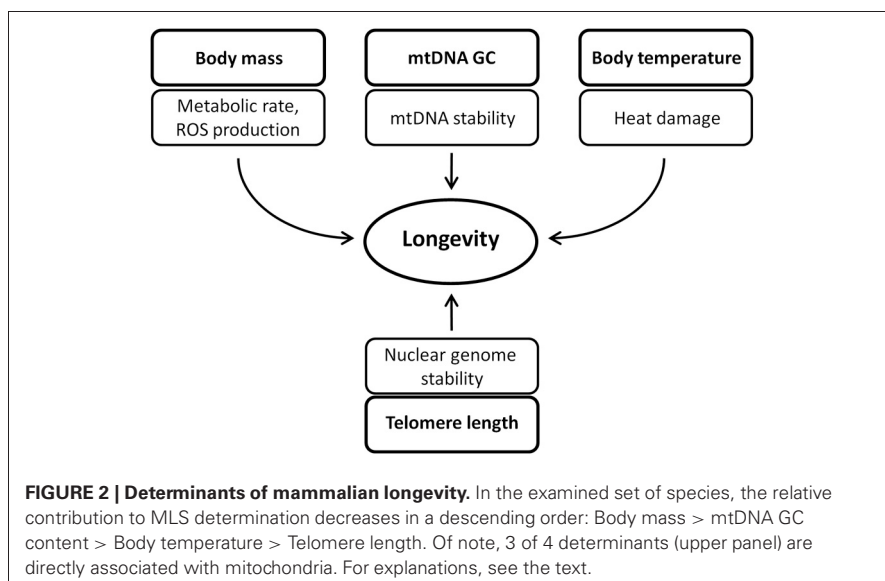 Body mass
Metabolic rate,
ROS production
mtDNA GC
mtDNA stability
Body temperature
Heat damage
Longevity
Nuclear genome
stability
Telomere length
FIGURE 2 | Determinants of mammalian longevity. In the examined set of species, the relative
contribution to MLS determination decreases in a descending order: Body mass > mtDNA GC
content > Body temperature > Telomere length. Of note, 3 of 4 determinants (upper panel) are
directly associated with mitochondria. For explanations, see the text.